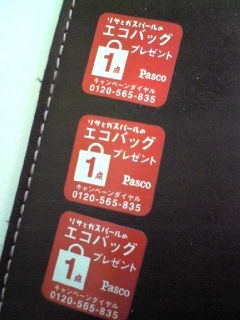 リサとガスパールの
エコバッグ
プレゼント
1点
Pasco
キャンペーンダイヤル
0120-565-835
リサとガスパールの
エコバッグ
プレゼント
1点
Pasco
キャンペーンダイヤル
0120-565-835
リサとガスパールの
エコバッグ
プレゼント
1点
Pasco
キャンペーンダイヤル
0120-565-835